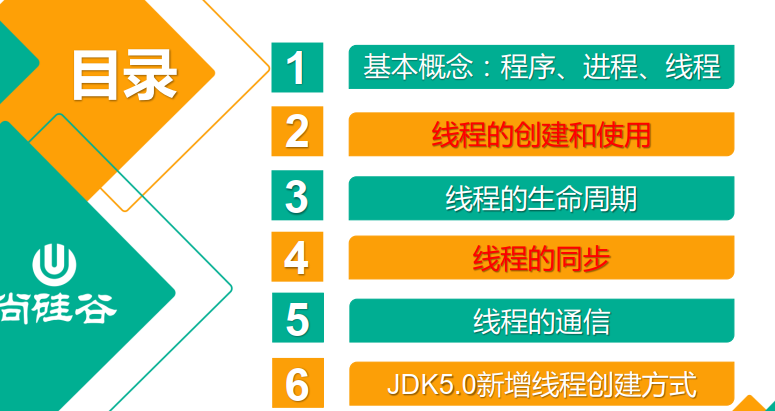 目录
1 基本概念：程序、进程、线程
2 线程的创建和使用
3 线程的生命周期
4 线程的同步
5 线程的通信
6 JDK5.0新增线程创建方式
尚硅谷